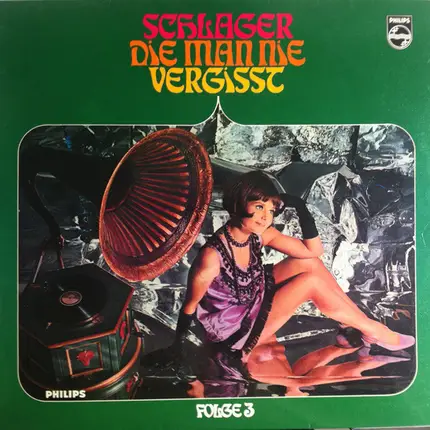 SCHLAGER
DIE MAN NIE
VERGISST
PHILIPS
PHILIPS
FOLGE 3